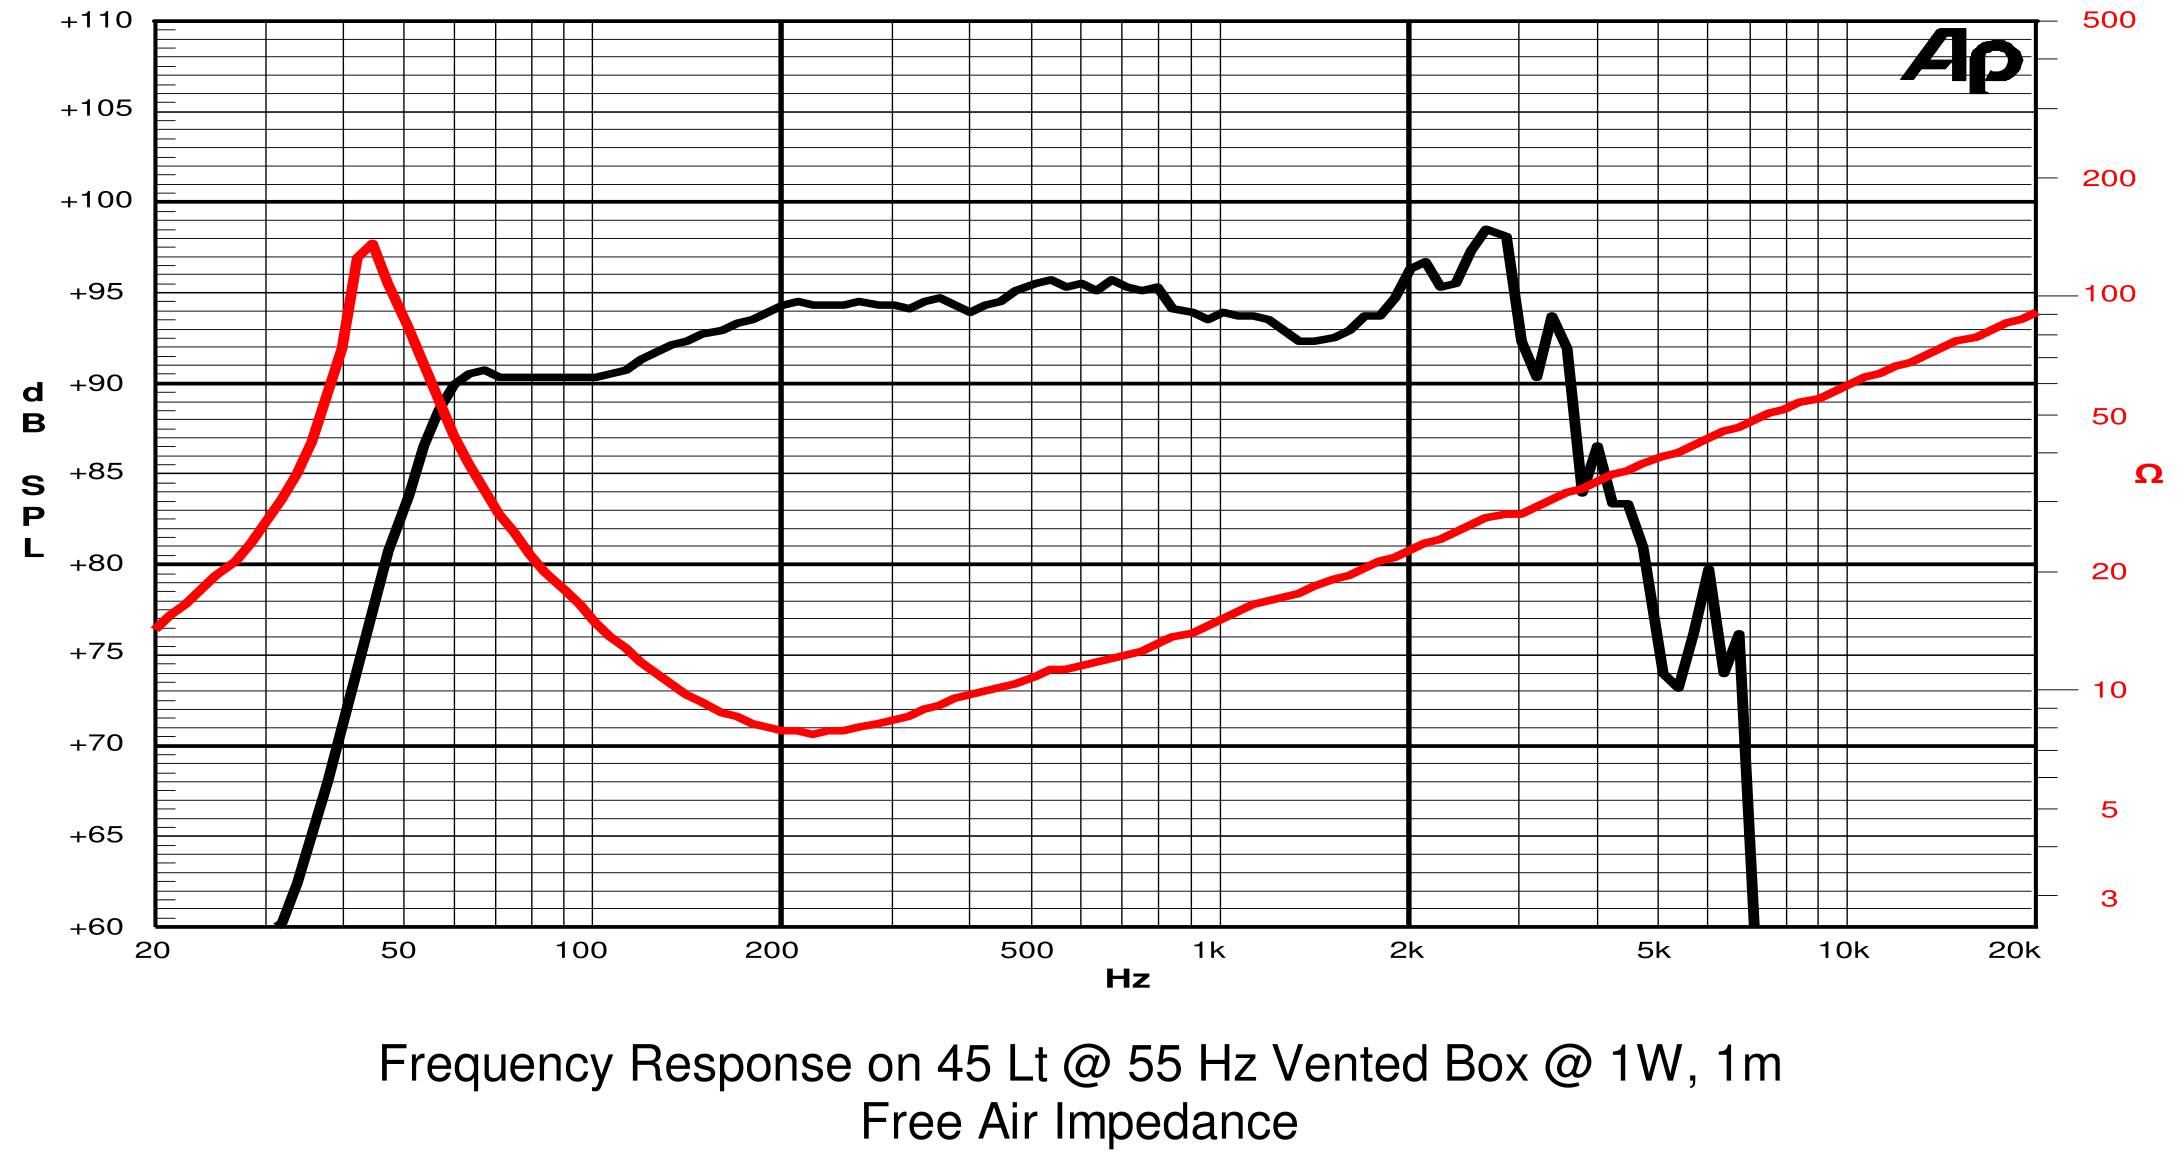 +110
+105
+100
+95
+90
+85
+80
+75
+70
+65
+60
dB SPL
500
200
100
50
20
10
5
3
Ω
Ap
20 50 100 200 500 1k 2k 5k 10k 20k
Hz
Frequency Response on 45 Lt @ 55 Hz Vented Box @ 1W, 1m
Free Air Impedance